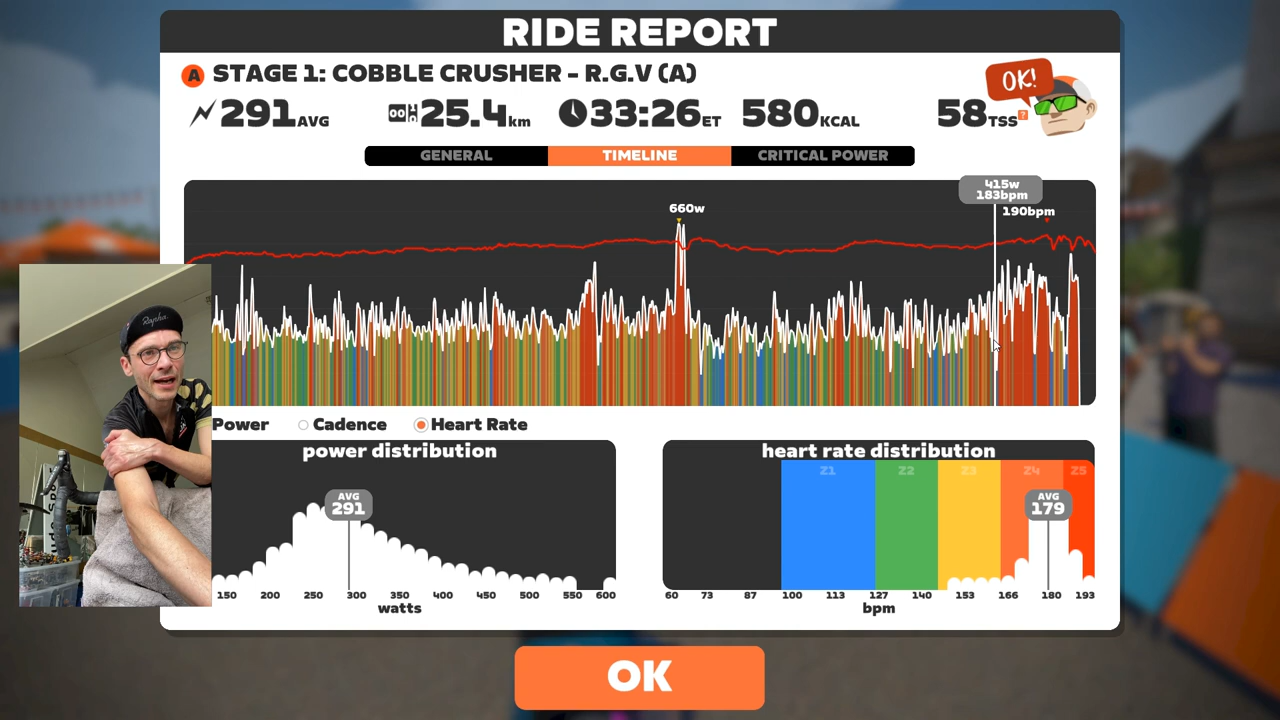 RIDE REPORT
A STAGE 1: COBBLE CRUSHER - R.G.V (A)
OK!
291AVG 25.4km 33:26ET 580KCAL 58TSS?
GENERAL TIMELINE CRITICAL POWER
415w
183bpm
660w
190bpm
Rapha
Power Cadence Heart Rate
power distribution
AVG
291
150 200 250 300 350 400 450 500 550 600
watts
heart rate distribution
Z1 Z2 Z3 Z4 Z5
AVG
179
60 73 87 100 113 127 140 153 166 180 193
bpm
OK